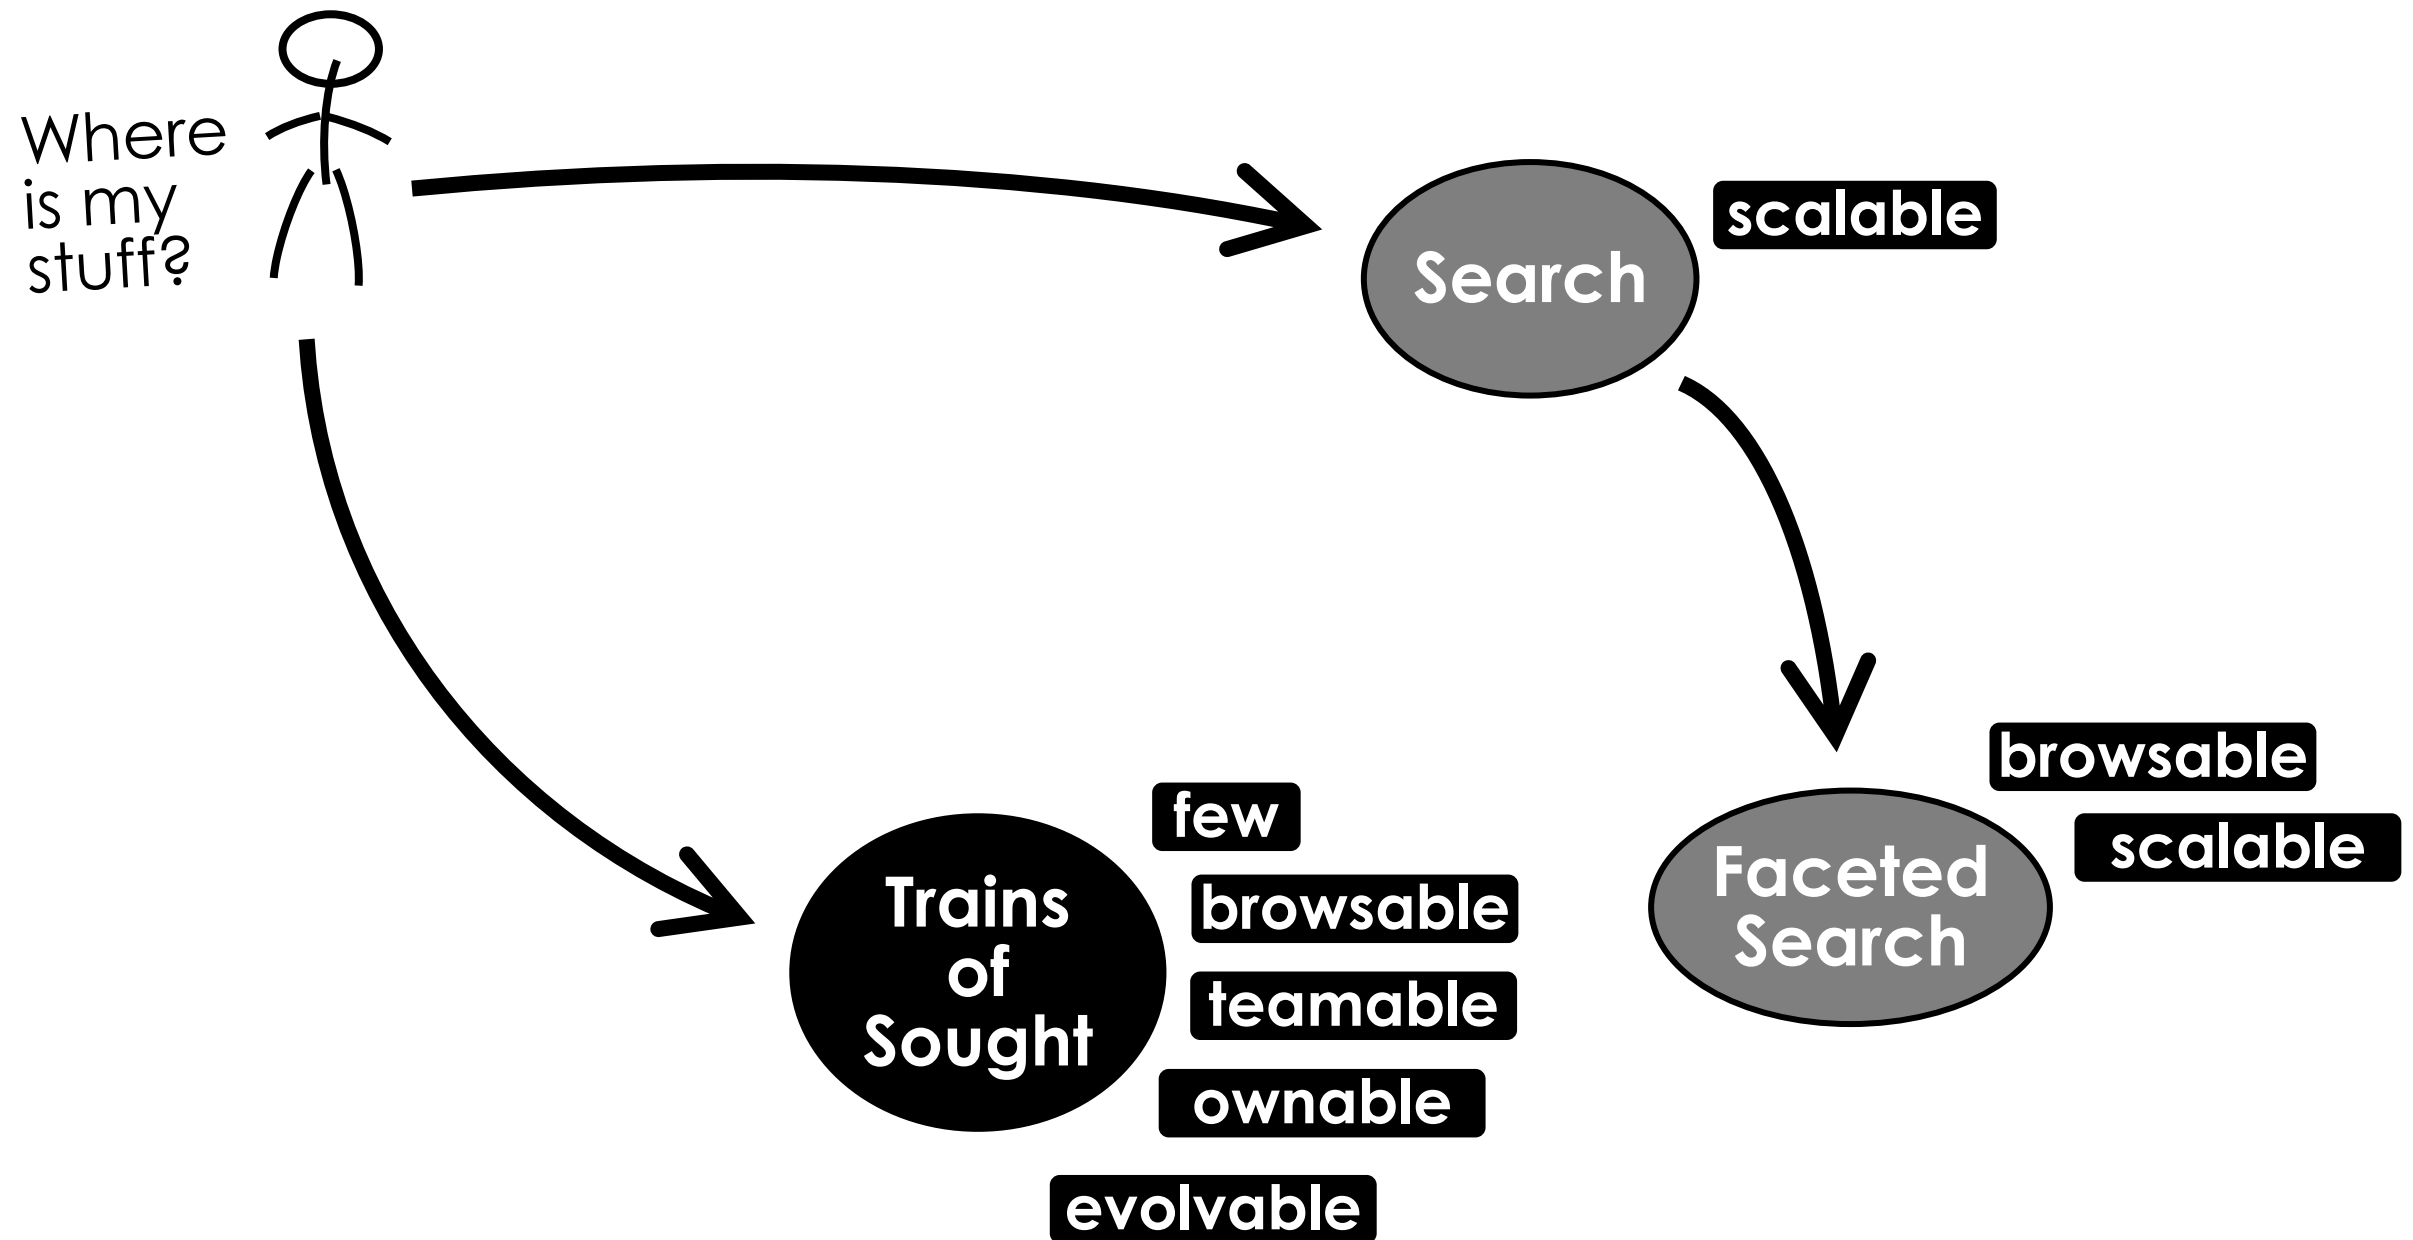 Where
is my
stuff?
Search
scalable
Trains
of
Sought
few
browsable
teamable
ownable
evolvable
Faceted
Search
browsable
scalable